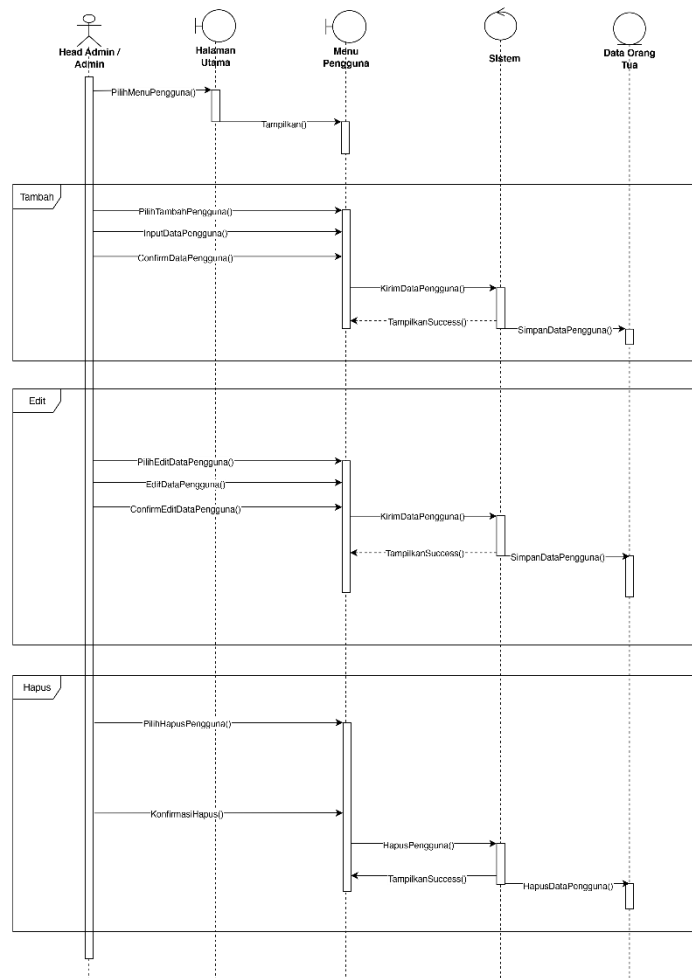 Head Admin /
Admin
Halaman
Utama
Menu
Pengguna
Sistem
Data Orang
Tua
PilihMenuPengguna()
Tampilkan()
Tambah
PilihTambahPengguna()
InputDataPengguna()
ConfirmDataPengguna()
KirimDataPengguna()
TampilkanSuccess()
SimpanDataPengguna()
Edit
PilihEditDataPengguna()
EditDataPengguna()
ConfirmEditDataPengguna()
KirimDataPengguna()
TampilkanSuccess()
SimpanDataPengguna()
Hapus
PilihHapusPengguna()
KonfirmasiHapus()
HapusPengguna()
TampilkanSuccess()
HapusDataPengguna()